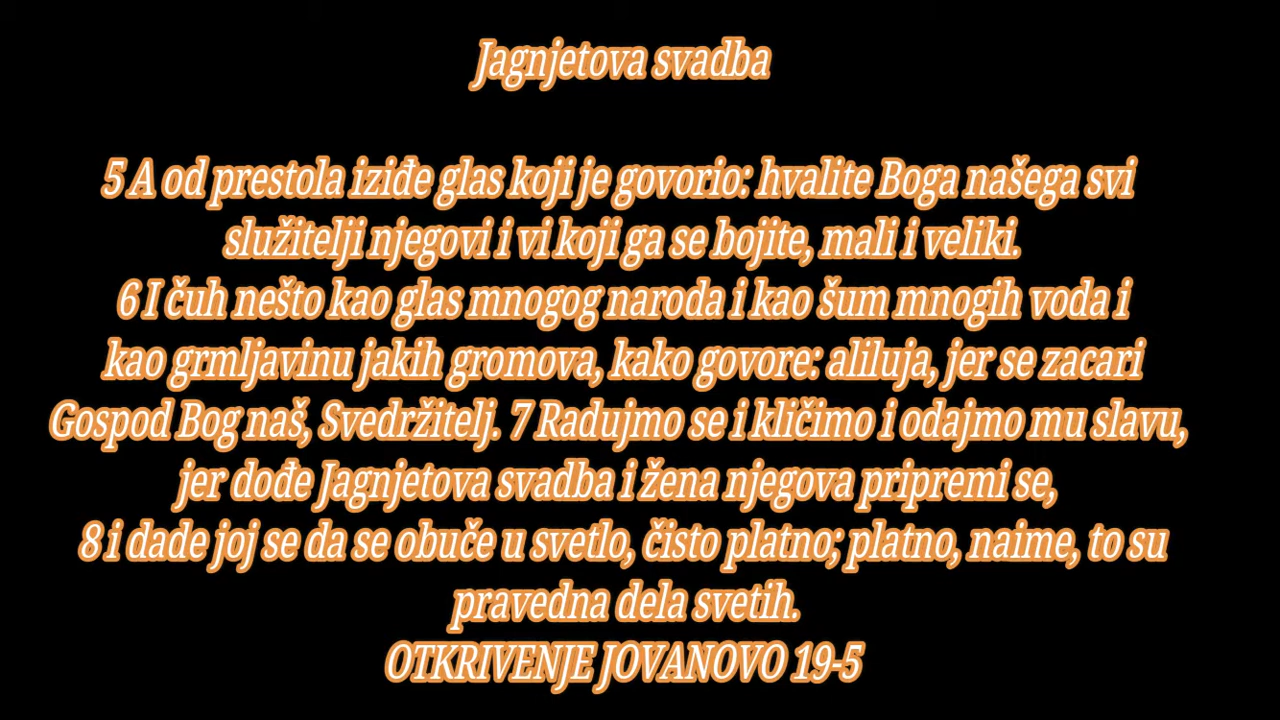 Jagnjetova svadba
5 A od prestola iziđe glas koji je govorio: hvalite Boga našega svi
služitelji njegovi i vi koji ga se bojite, mali i veliki.
6 I čuh nešto kao glas mnogog naroda i kao šum mnogih voda i
kao grmljavinu jakih gromova, kako govore: aliluja, jer se zacari
Gospod Bog naš, Svedržitelj. 7 Radujmo se i kličimo i odajmo mu slavu,
jer dođe Jagnjetova svadba i žena njegova pripremi se,
8 i dade joj se da se obuče u svetlo, čisto platno; platno, naime, to su
pravedna dela svetih.
OTKRIVENJE JOVANOVO 19-5